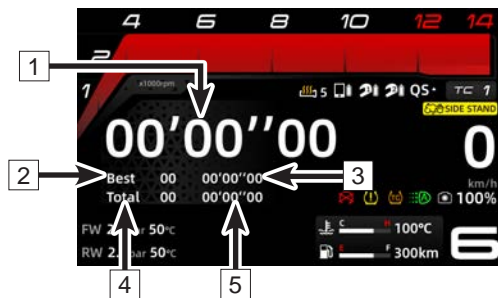 4 6 8 10 12 14
2
1
1 x1000rpm
5 QS TC 1
SIDE STAND
00'00''00 0
2 Best 00 00'00''00 3
km/h
Total 00 00'00''00 100%
FW bar 50°C C H 100°C 6
RW bar 50°C E F 300km
4 5